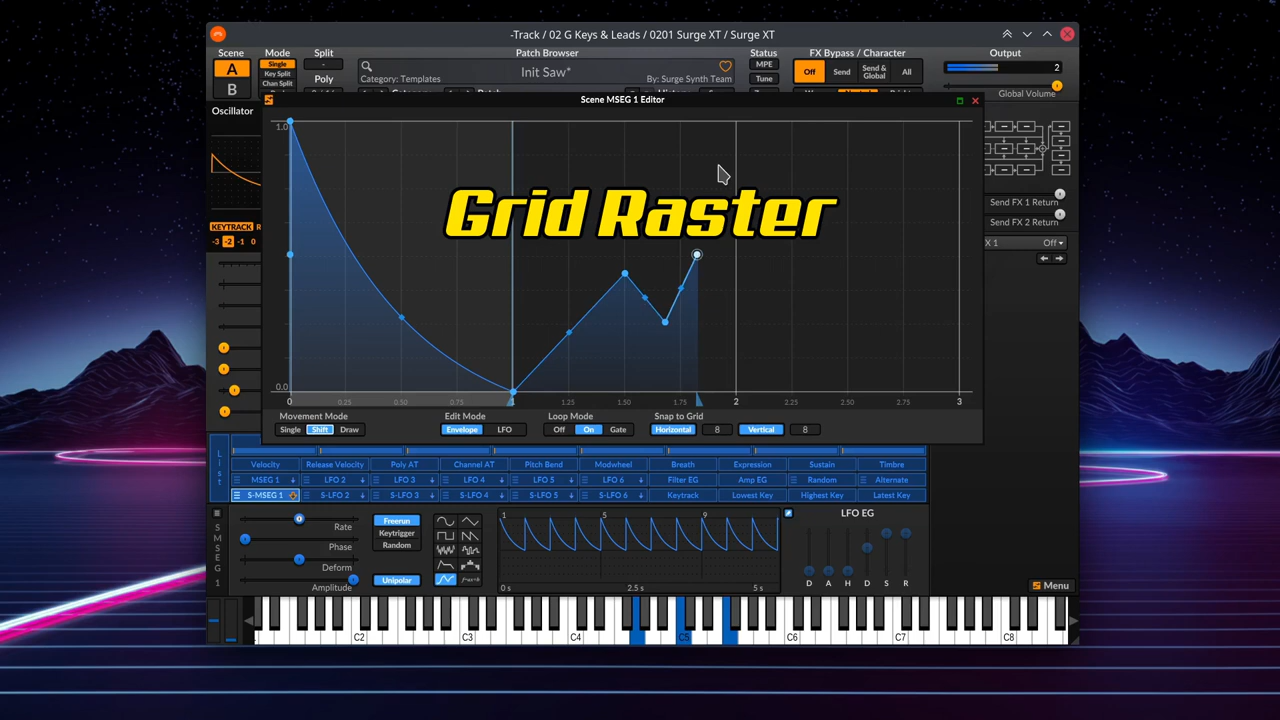 -Track / 02 G Keys & Leads / 0201 Surge XT / Surge XT
Scene
Mode
Split
Patch Browser
Status
FX Bypass / Character
Output
A
B
Single
Key Split
Chan Split
-
Poly
Init Saw*
Category: Templates
By: Surge Synth Team
MPE
Tune
Off
Send
Send & Global
All
2
Global Volume
Scene MSEG 1 Editor
Oscillator
1.0
0.0
Grid Raster
KEYTRACK
-3 -2 -1 0
Send FX 1 Return
Send FX 2 Return
X 1 Off
0.25 0.50 0.75 1 1.25 1.50 1.75 2 2.25 2.50 2.75 3
Movement Mode
Edit Mode
Loop Mode
Snap to Grid
Single Shift Draw
Envelope LFO
Off On Gate
Horizontal 8 Vertical 8
List
Velocity Release Velocity Poly AT Channel AT Pitch Bend Modwheel Breath Expression Sustain Timbre
MSEG 1 LFO 2 LFO 3 LFO 4 LFO 5 LFO 6 Filter EG Amp EG Random Alternate
S-MSEG 1 S-LFO 2 S-LFO 3 S-LFO 4 S-LFO 5 S-LFO 6 Keytrack Lowest Key Highest Key Latest Key
SMSEG 1
Rate
Phase
Deform
Amplitude
Freerun
Keytrigger
Random
Unipolar
1 5 9
0 s 2.5 s 5 s
LFO EG
D A H D S R
Menu
C2 C3 C4 C5 C6 C7 C8